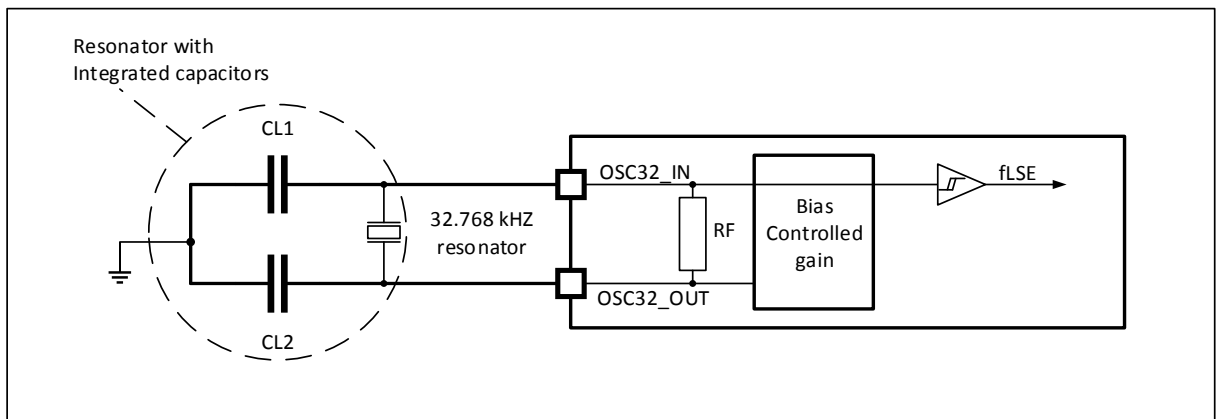 Resonator with
Integrated capacitors
CL1
CL2
32.768 kHZ
resonator
OSC32_IN
OSC32_OUT
RF
Bias
Controlled
gain
fLSE